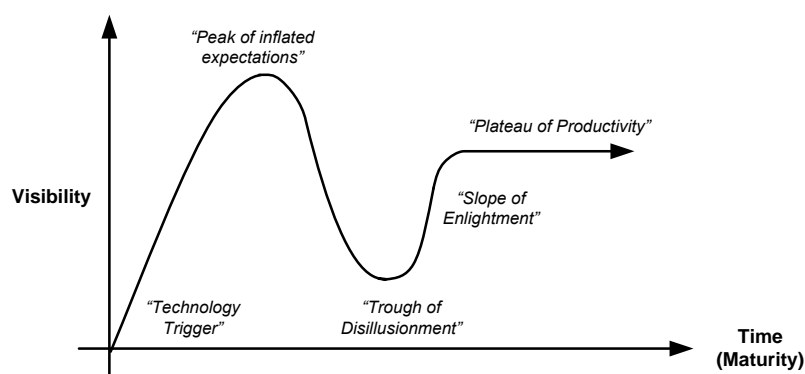 “Peak of inflated
expectations”
“Plateau of Productivity”
Visibility
“Slope of
Enlightment”
“Technology
Trigger”
“Trough of
Disillusionment”
Time
(Maturity)